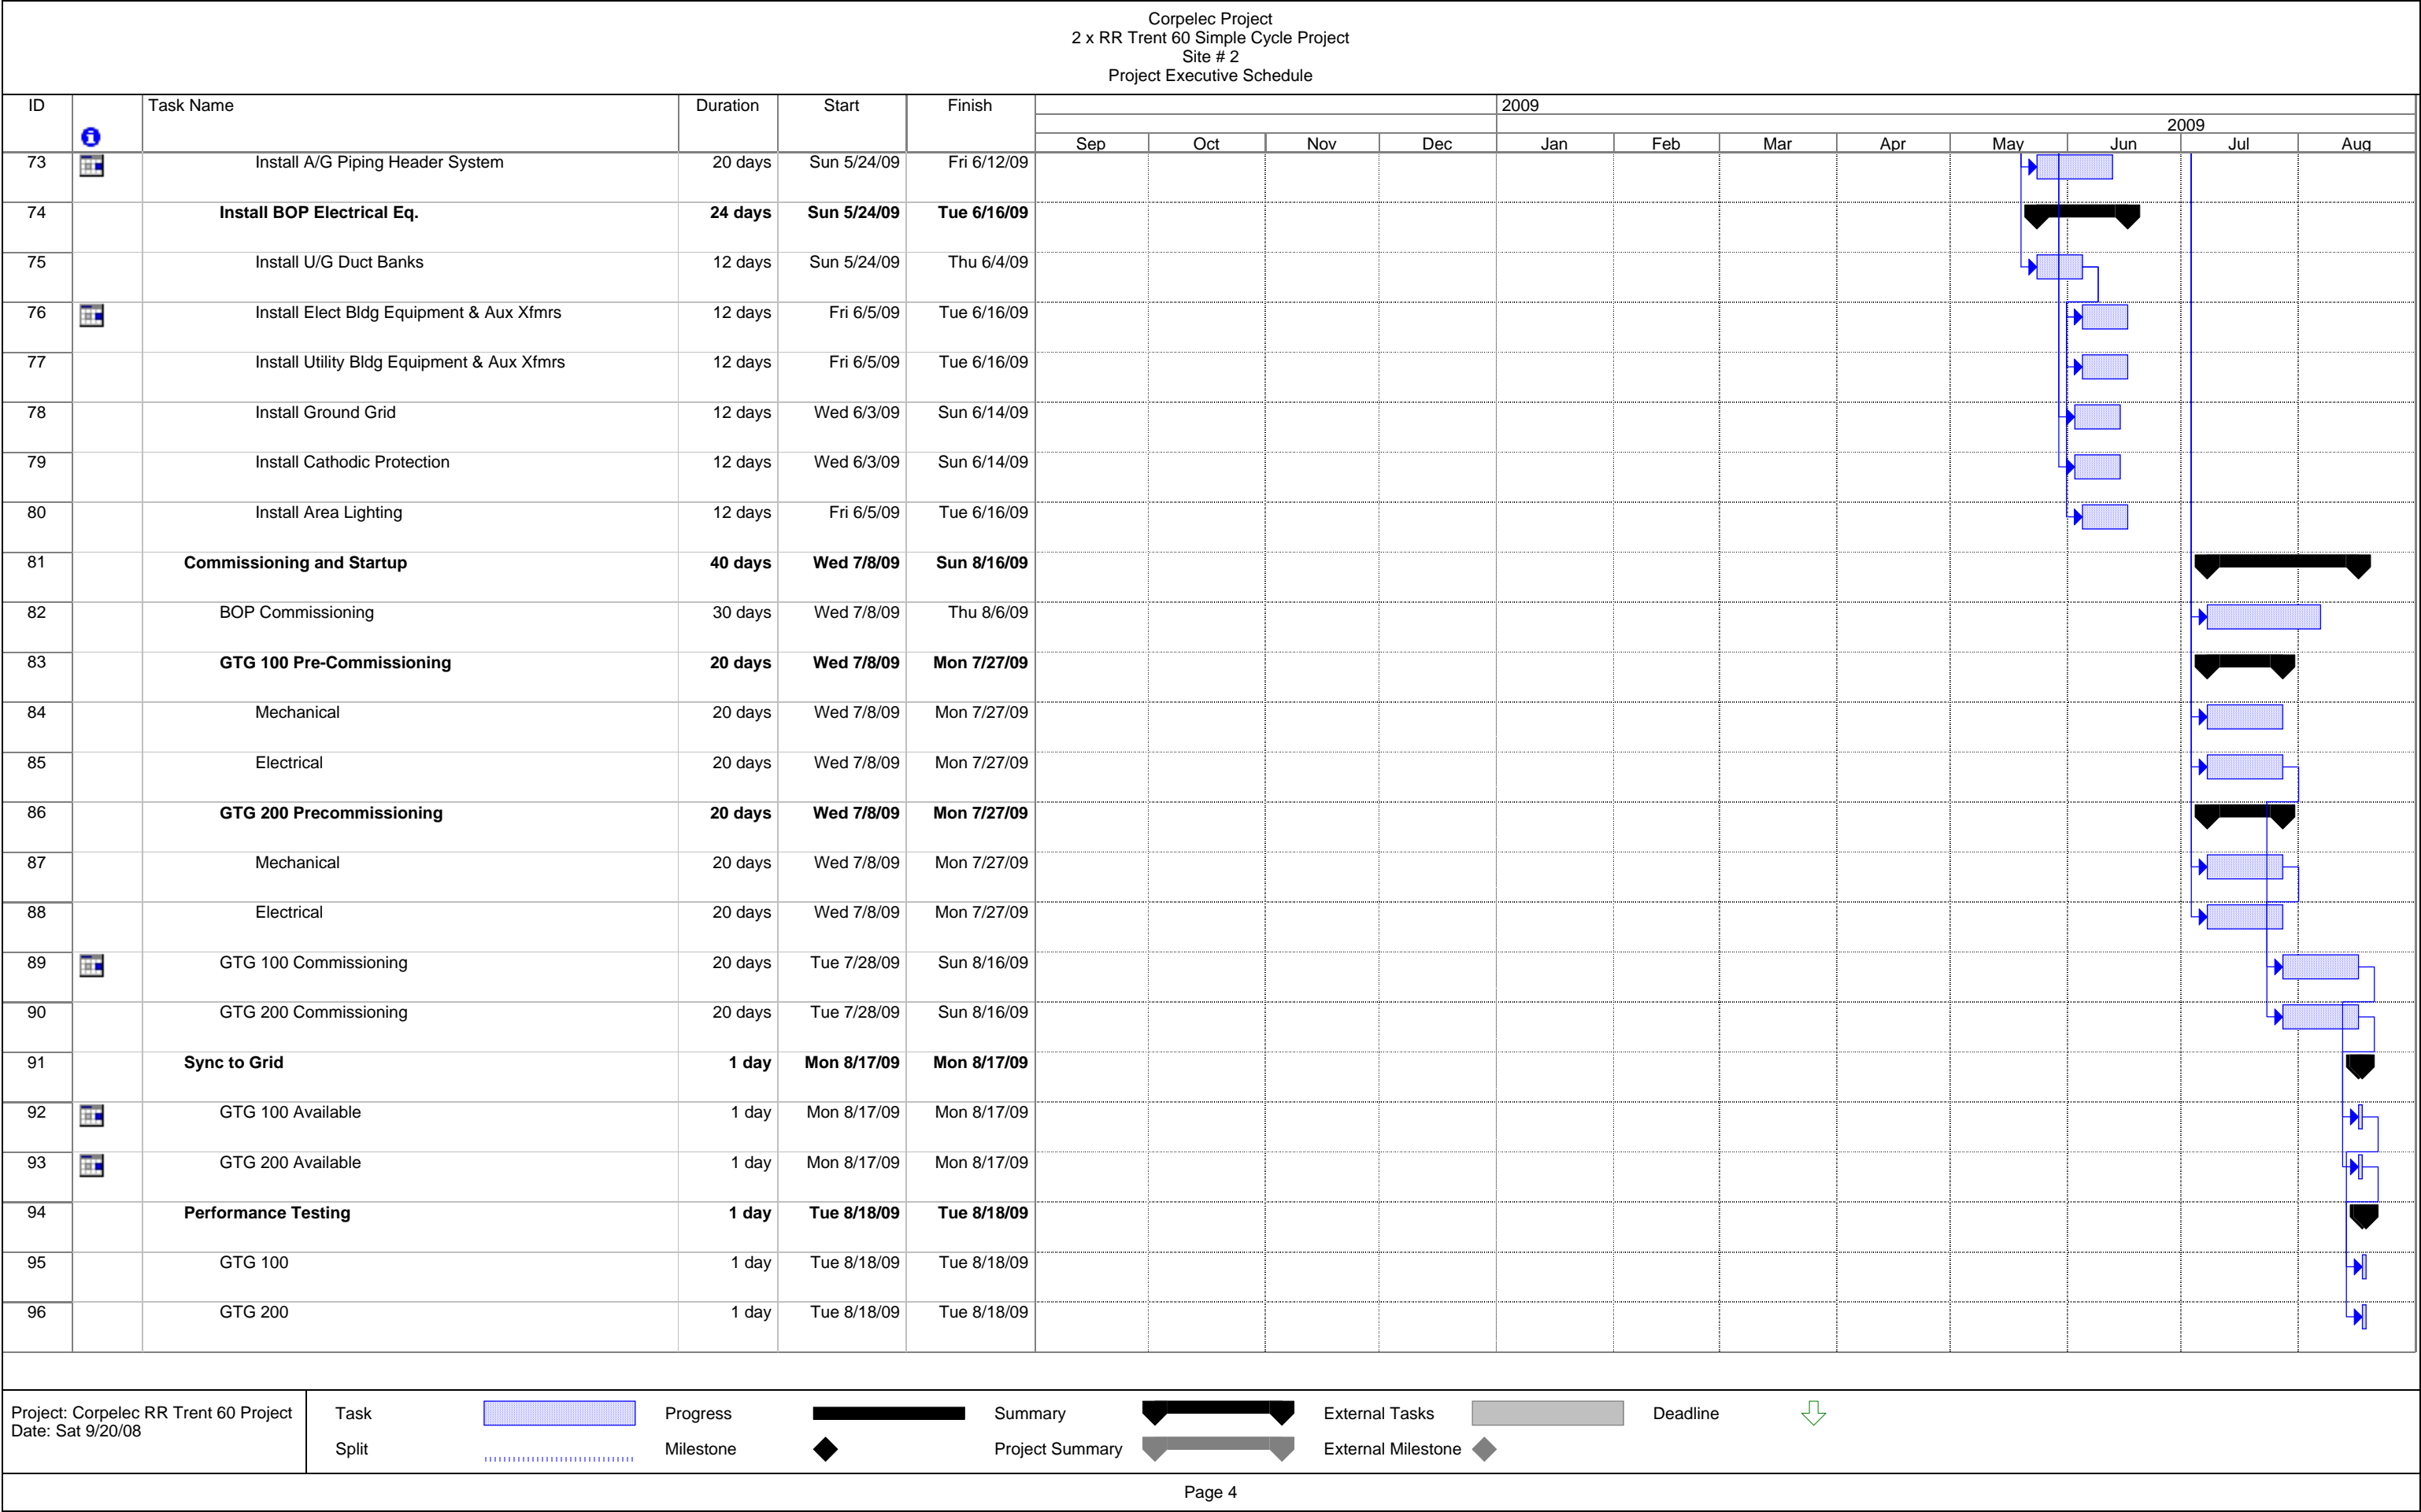 Corpelec Project
2 x RR Trent 60 Simple Cycle Project
Site # 2
Project Executive Schedule
ID Task Name Duration Start Finish 2009
2009
Sep Oct Nov Dec Jan Feb Mar Apr May Jun Jul Aug
73 Install A/G Piping Header System 20 days Sun 5/24/09 Fri 6/12/09
74 Install BOP Electrical Eq. 24 days Sun 5/24/09 Tue 6/16/09
75 Install U/G Duct Banks 12 days Sun 5/24/09 Thu 6/4/09
76 Install Elect Bldg Equipment & Aux Xfmrs 12 days Fri 6/5/09 Tue 6/16/09
77 Install Utility Bldg Equipment & Aux Xfmrs 12 days Fri 6/5/09 Tue 6/16/09
78 Install Ground Grid 12 days Wed 6/3/09 Sun 6/14/09
79 Install Cathodic Protection 12 days Wed 6/3/09 Sun 6/14/09
80 Install Area Lighting 12 days Fri 6/5/09 Tue 6/16/09
81 Commissioning and Startup 40 days Wed 7/8/09 Sun 8/16/09
82 BOP Commissioning 30 days Wed 7/8/09 Thu 8/6/09
83 GTG 100 Pre-Commissioning 20 days Wed 7/8/09 Mon 7/27/09
84 Mechanical 20 days Wed 7/8/09 Mon 7/27/09
85 Electrical 20 days Wed 7/8/09 Mon 7/27/09
86 GTG 200 Precommissioning 20 days Wed 7/8/09 Mon 7/27/09
87 Mechanical 20 days Wed 7/8/09 Mon 7/27/09
88 Electrical 20 days Wed 7/8/09 Mon 7/27/09
89 GTG 100 Commissioning 20 days Tue 7/28/09 Sun 8/16/09
90 GTG 200 Commissioning 20 days Tue 7/28/09 Sun 8/16/09
91 Sync to Grid 1 day Mon 8/17/09 Mon 8/17/09
92 GTG 100 Available 1 day Mon 8/17/09 Mon 8/17/09
93 GTG 200 Available 1 day Mon 8/17/09 Mon 8/17/09
94 Performance Testing 1 day Tue 8/18/09 Tue 8/18/09
95 GTG 100 1 day Tue 8/18/09 Tue 8/18/09
96 GTG 200 1 day Tue 8/18/09 Tue 8/18/09
Project: Corpelec RR Trent 60 Project
Date: Sat 9/20/08
Task Progress Summary External Tasks Deadline
Split Milestone Project Summary External Milestone
Page 4